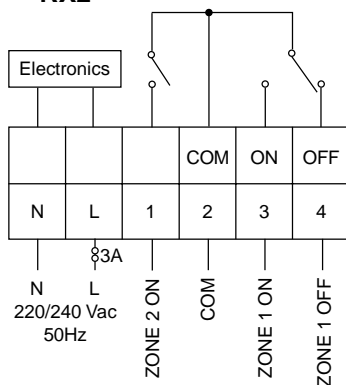 Electronics
COM ON OFF
N L 1 2 3 4
3A
N L
220/240 Vac
50Hz
ZONE 2 ON
COM
ZONE 1 ON
ZONE 1 OFF